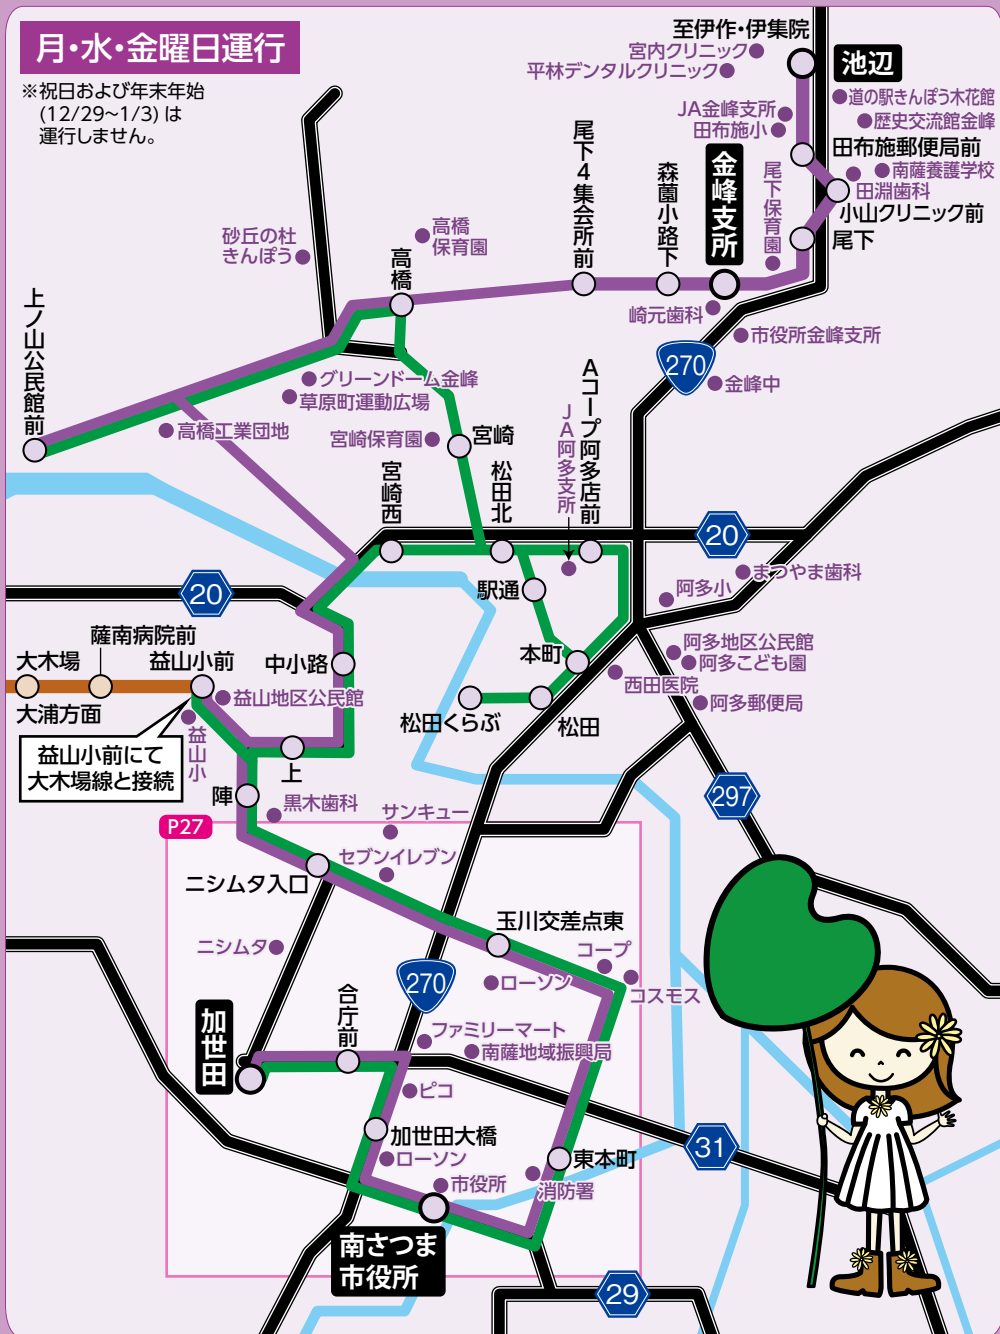 月・水・金曜日運行
※祝日および年末年始
(12/29~1/3)は
運行しません。
至伊作・伊集院
宮内クリニック
平林デンタルクリニック
池辺
道の駅きんぽう木花館
歴史交流館金峰
JA金峰支所
田布施小
田布施郵便局前
南薩養護学校
田淵歯科
小山クリニック前
尾下
尾下保育園
金峰支所
森園小路下
尾下4集会所前
崎元歯科
市役所金峰支所
270
金峰中
高橋
保育園
高橋
砂丘の杜
きんぽう
上ノ山公民館前
グリーンドーム金峰
草原町運動広場
高橋工業団地
宮崎保育園
宮崎
宮崎西
松田北
Aコープ阿多店前
JA阿多支所
20
まつやま歯科
阿多小
駅通
20
薩南病院前
大木場
益山小前
中小路
本町
阿多地区公民館
阿多こども園
西田医院
阿多郵便局
大浦方面
益山地区公民館
松田くらぶ
松田
益山小前にて
大木場線と接続
益山小
上
陣
黒木歯科
297
P27
サンキュー
セブンイレブン
ニシムタ入口
玉川交差点東
ニシムタ
コープ
コスモス
ローソン
270
合庁前
加世田
ファミリーマート
南薩地域振興局
ピコ
加世田大橋
ローソン
31
東本町
市役所
消防署
南さつま
市役所
29